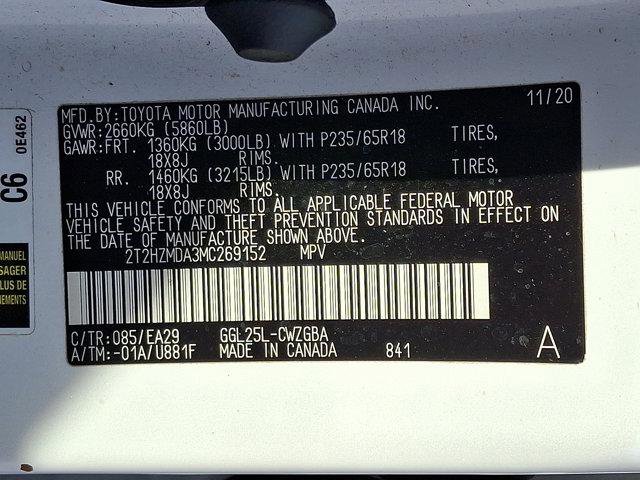 MFD.BY:TOYOTA MOTOR MANUFACTURING CANADA INC. 11/20
GVWR:2660KG (5860LB)
GAWR:FRT. 1360KG (3000LB) WITH P235/65R18 TIRES,
18X8J RIMS.
RR. 1460KG (3215LB) WITH P235/65R18 TIRES,
18X8J RIMS.
THIS VEHICLE CONFORMS TO ALL APPLICABLE FEDERAL MOTOR
VEHICLE SAFETY AND THEFT PREVENTION STANDARDS IN EFFECT ON
THE DATE OF MANUFACTURE SHOWN ABOVE.
2T2HZMDA3MC269152 MPV
C/TR:085/EA29 GGL25L-CWZGBA
A/TM:-01A/U881F MADE IN CANADA 841 A
C6 0E462
MANUEL
SAGER
PLUS DE
NEMENTS